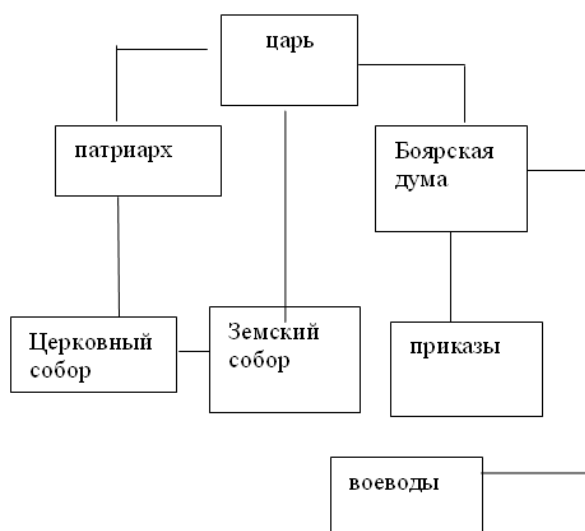 царь
патриарх
Боярская
дума
Церковный
собор
Земский
собор
приказы
воеводы